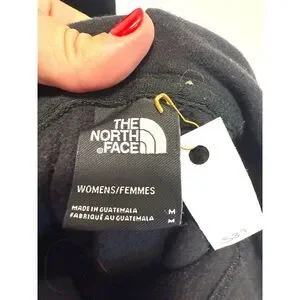 THE
NORTH
FACE
WOMENS/FEMMES
MADE IN GUATEMALA M
FABRIQUÉ AU GUATEMALA M